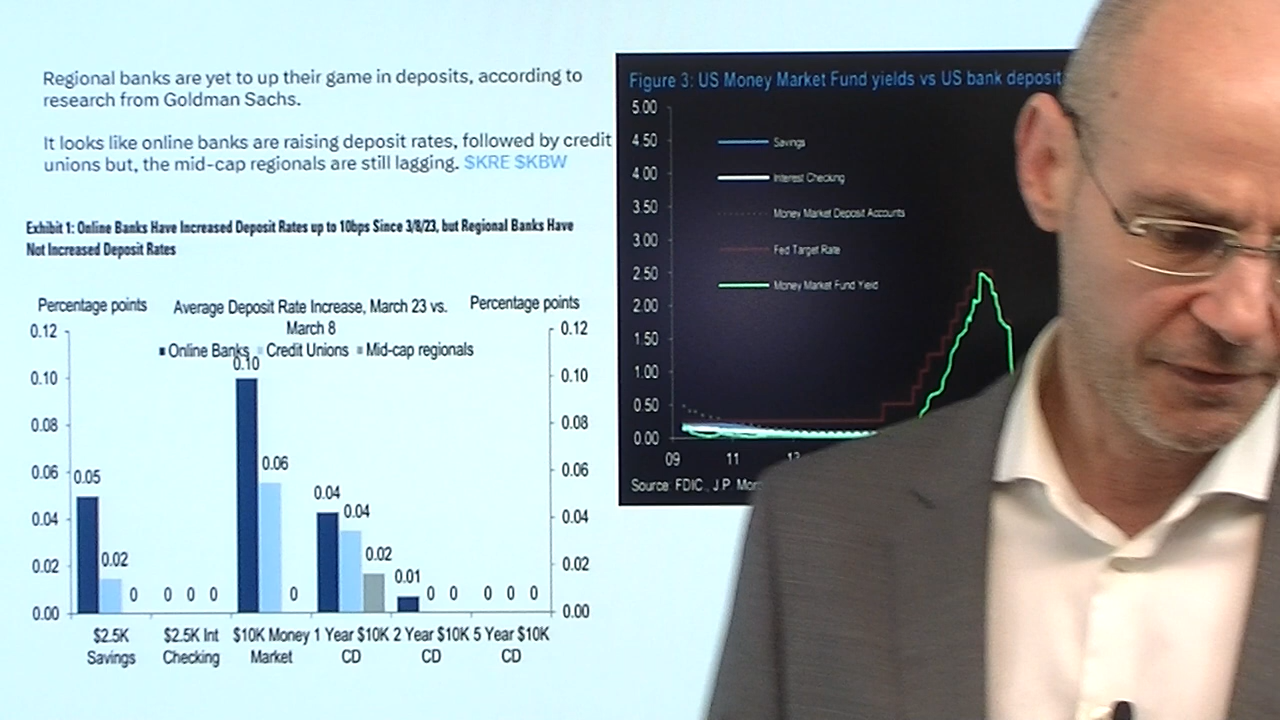 Regional banks are yet to up their game in deposits, according to
research from Goldman Sachs.
It looks like online banks are raising deposit rates, followed by credit
unions but, the mid-cap regionals are still lagging. $KRE $KBW
Exhibit 1: Online Banks Have Increased Deposit Rates up to 10bps Since 3/8/23, but Regional Banks Have
Not Increased Deposit Rates
Percentage points
Average Deposit Rate Increase, March 23 vs.
March 8
Percentage points
Online Banks Credit Unions Mid-cap regionals
0.12
0.10
0.08
0.06
0.04
0.02
0.00
0.12
0.10
0.08
0.06
0.04
0.02
0.00
0.05
0.02
0
0 0 0
0.10
0.06
0
0.04
0.04
0.02
0.01
0 0
0 0 0
$2.5K
Savings
$2.5K Int
Checking
$10K Money
Market
1 Year $10K
CD
2 Year $10K
CD
5 Year $10K
CD
Figure 3: US Money Market Fund yields vs US bank deposit
5.00
4.50
4.00
3.50
3.00
2.50
2.00
1.50
1.00
0.50
0.00
Savings
Interest Checking
Money Market Deposit Accounts
Fed Target Rate
Money Market Fund Yield
09 11
Source: FDIC., J.P.